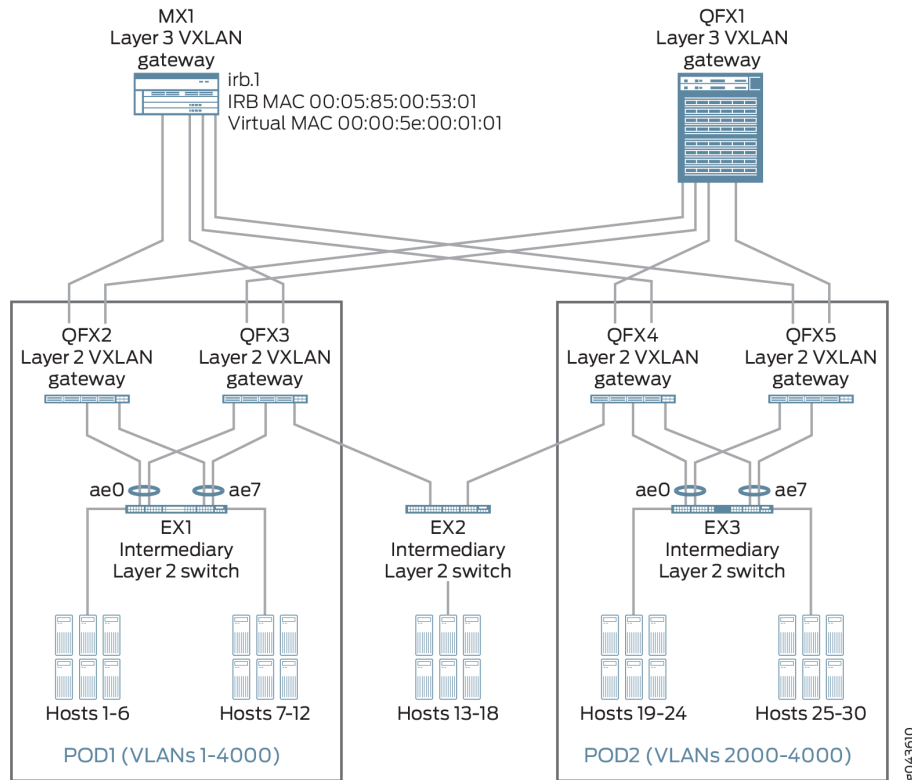 MX1
Layer 3 VXLAN
gateway
QFX1
Layer 3 VXLAN
gateway
irb.1
IRB MAC 00:05:85:00:53:01
Virtual MAC 00:00:5e:00:01:01
QFX2
Layer 2 VXLAN
gateway
QFX3
Layer 2 VXLAN
gateway
QFX4
Layer 2 VXLAN
gateway
QFX5
Layer 2 VXLAN
gateway
ae0
ae7
ae0
ae7
EX1
Intermediary
Layer 2 switch
EX2
Intermediary
Layer 2 switch
EX3
Intermediary
Layer 2 switch
Hosts 1-6
Hosts 7-12
Hosts 13-18
Hosts 19-24
Hosts 25-30
POD1 (VLANs 1-4000)
POD2 (VLANs 2000-4000)
g043610